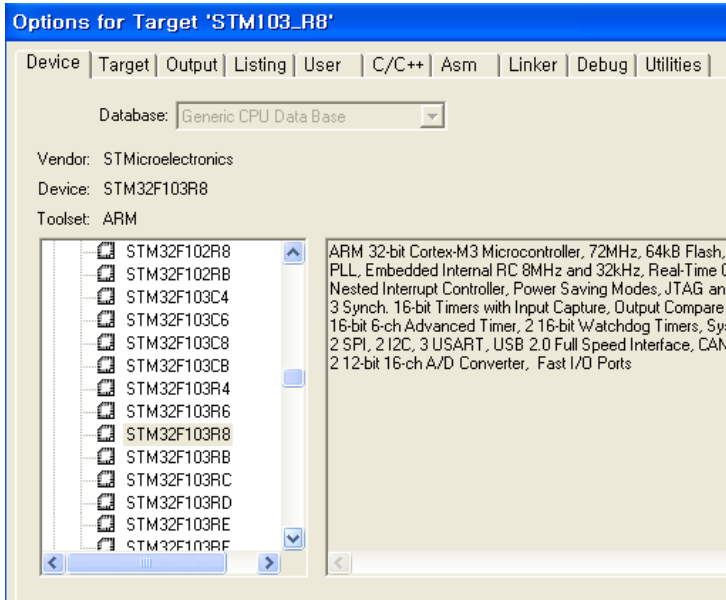 Options for Target 'STM103_R8'
Device Target Output Listing User C/C++ Asm Linker Debug Utilities
Database: Generic CPU Data Base
Vendor: STMicroelectronics
Device: STM32F103R8
Toolset: ARM
STM32F102R8
STM32F102RB
STM32F103C4
STM32F103C6
STM32F103C8
STM32F103CB
STM32F103R4
STM32F103R6
STM32F103R8
STM32F103RB
STM32F103RC
STM32F103RD
STM32F103RE
STM32F103RF
ARM 32-bit Cortex-M3 Microcontroller, 72MHz, 64kB Flash,
PLL, Embedded Internal RC 8MHz and 32kHz, Real-Time
Nested Interrupt Controller, Power Saving Modes, JTAG an
3 Synch. 16-bit Timers with Input Capture, Output Compare
16-bit 6-ch Advanced Timer, 2 16-bit Watchdog Timers, Sy
2 SPI, 2 I2C, 3 USART, USB 2.0 Full Speed Interface, CAN
2 12-bit 16-ch A/D Converter, Fast I/O Ports